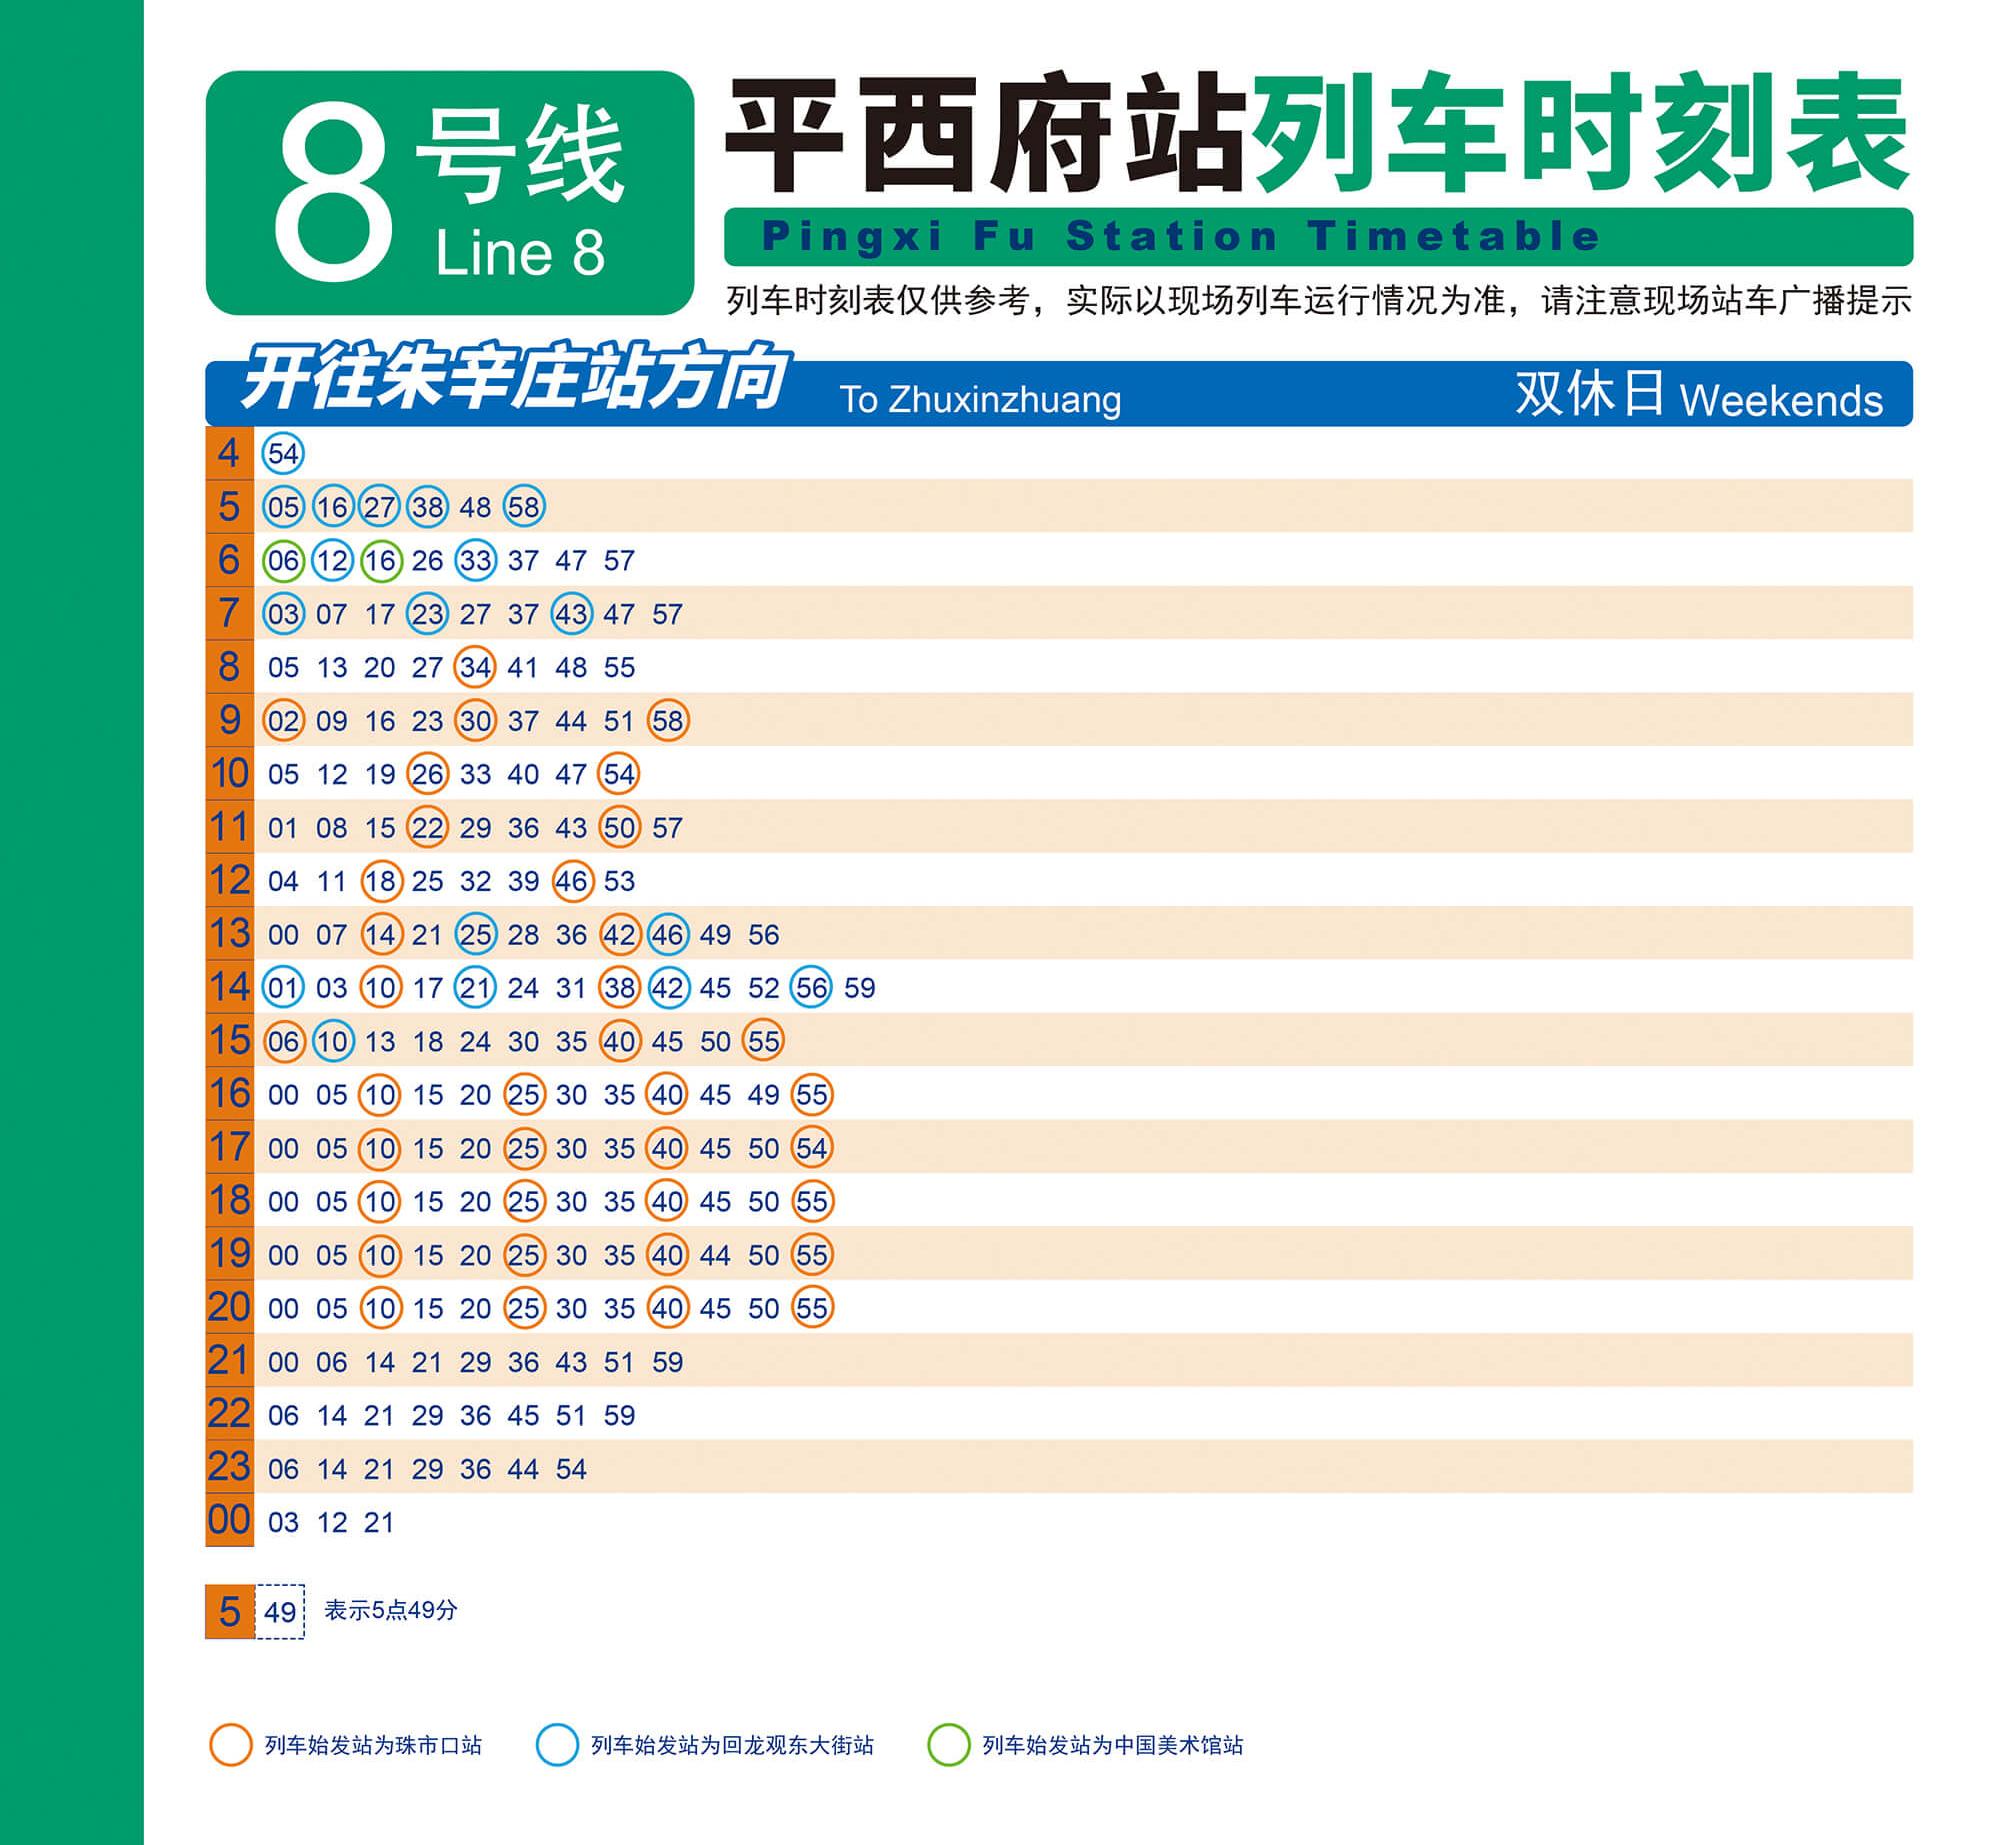 8号线
Line 8
平西府站列车时刻表
Pingxi Fu Station Timetable
列车时刻表仅供参考，实际以现场列车运行情况为准，请注意现场站车广播提示
开往朱辛庄站方向 To Zhuxinzhuang 双休日 Weekends
4 54
5 05 16 27 38 48 58
6 06 12 16 26 33 37 47 57
7 03 07 17 23 27 37 43 47 57
8 05 13 20 27 34 41 48 55
9 02 09 16 23 30 37 44 51 58
10 05 12 19 26 33 40 47 54
11 01 08 15 22 29 36 43 50 57
12 04 11 18 25 32 39 46 53
13 00 07 14 21 25 28 36 42 46 49 56
14 01 03 10 17 21 24 31 38 42 45 52 56 59
15 06 10 13 18 24 30 35 40 45 50 55
16 00 05 10 15 20 25 30 35 40 45 49 55
17 00 05 10 15 20 25 30 35 40 45 50 54
18 00 05 10 15 20 25 30 35 40 45 50 55
19 00 05 10 15 20 25 30 35 40 44 50 55
20 00 05 10 15 20 25 30 35 40 45 50 55
21 00 06 14 21 29 36 43 51 59
22 06 14 21 29 36 45 51 59
23 06 14 21 29 36 44 54
00 03 12 21
5 49 表示5点49分
列车始发站为珠市口站 列车始发站为回龙观东大街站 列车始发站为中国美术馆站